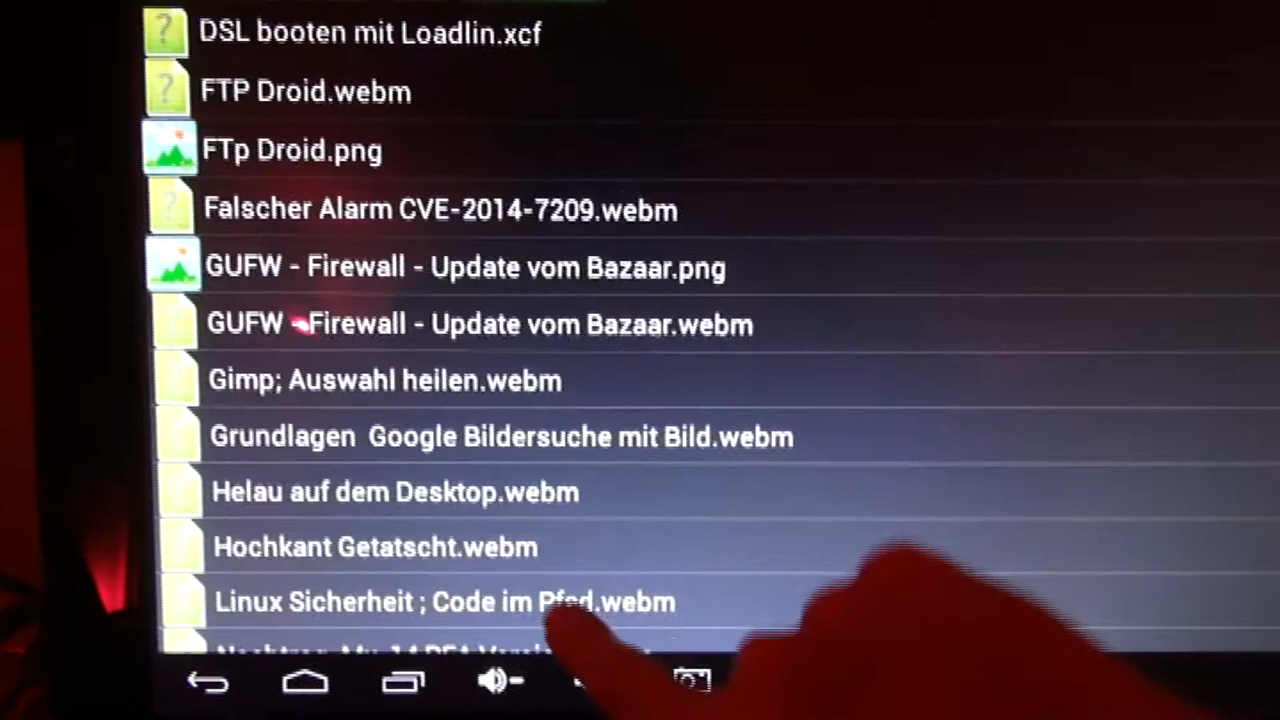 DSL booten mit Loadlin.xcf
FTP Droid.webm
FTp Droid.png
Falscher Alarm CVE-2014-7209.webm
GUFW - Firewall - Update vom Bazaar.png
GUFW - Firewall - Update vom Bazaar.webm
Gimp; Auswahl heilen.webm
Grundlagen  Google Bildersuche mit Bild.webm
Helau auf dem Desktop.webm
Hochkant Getatscht.webm
Linux Sicherheit ; Code im Pfad.webm